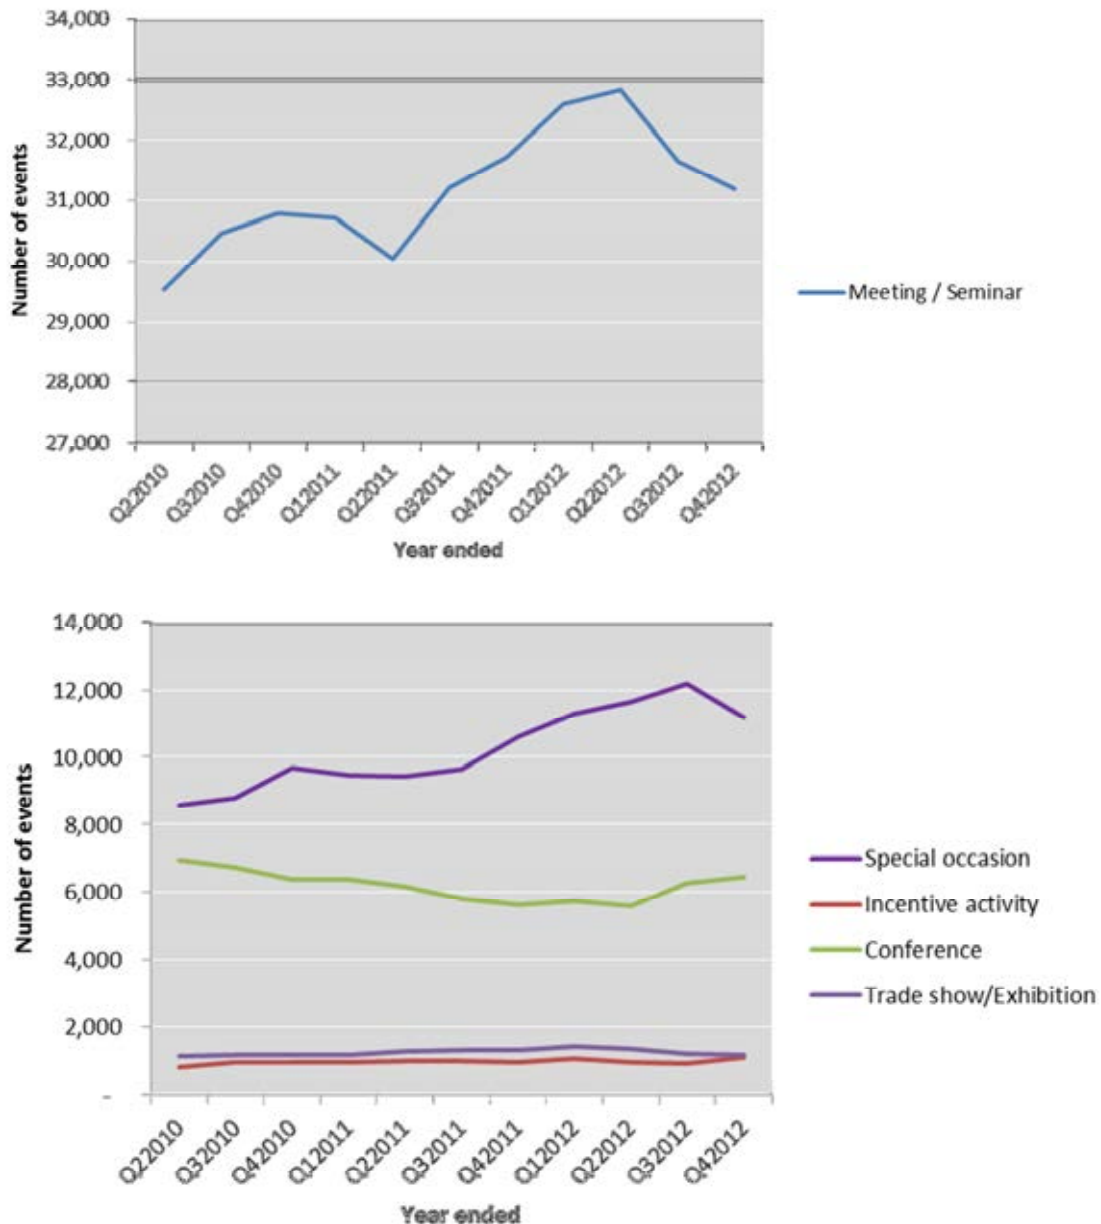 34,000
33,000
32,000
31,000
30,000
29,000
28,000
27,000
Number of events
Q22010
Q32010
Q42010
Q12011
Q22011
Q32011
Q42011
Q12012
Q22012
Q32012
Q42012
Year ended
Meeting / Seminar
14,000
12,000
10,000
8,000
6,000
4,000
2,000
-
Number of events
Q22010
Q32010
Q42010
Q12011
Q22011
Q32011
Q42011
Q12012
Q22012
Q32012
Q42012
Year ended
Special occasion
Incentive activity
Conference
Trade show/Exhibition